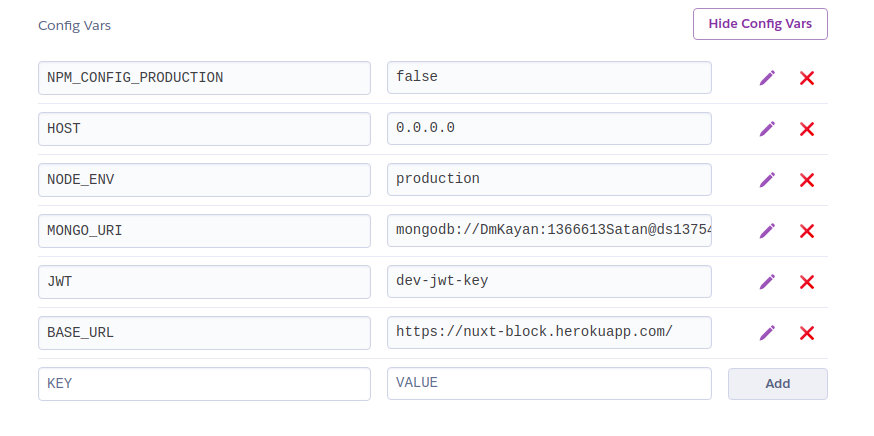 Config Vars
Hide Config Vars
NPM_CONFIG_PRODUCTION false
HOST 0.0.0.0
NODE_ENV production
MONGO_URI mongodb://DmKayan:1366613Satan@ds13754
JWT dev-jwt-key
BASE_URL https://nuxt-block.herokuapp.com/
KEY VALUE Add